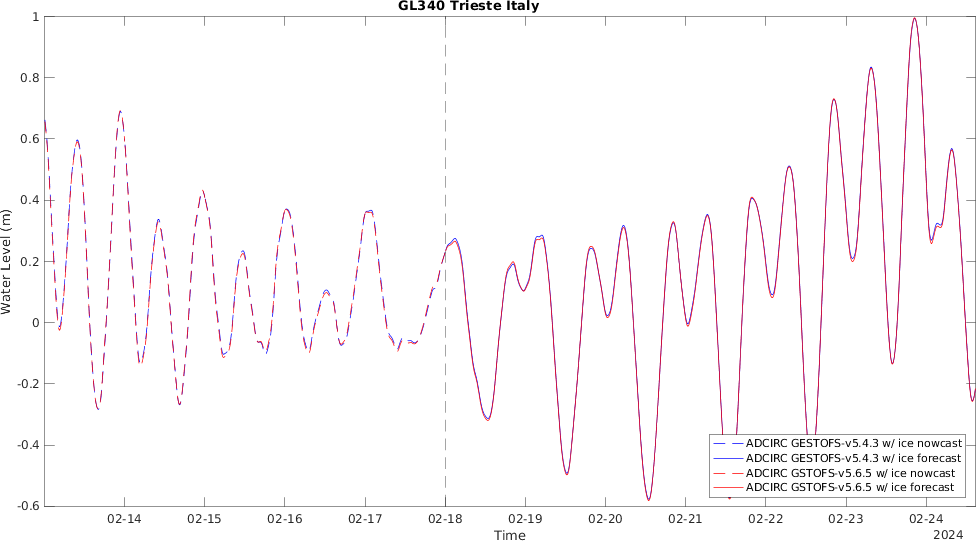 GL340 Trieste Italy
Water Level (m)
1
0.8
0.6
0.4
0.2
0
-0.2
-0.4
-0.6
ADCIRC GESTOFS-v5.4.3 w/ ice nowcast
ADCIRC GSTOFS-v5.4.3 w/ ice forecast
ADCIRC GSTOFS-v5.6.5 w/ ice nowcast
ADCIRC GSTOFS-v5.6.5 w/ ice forecast
02-14 02-15 02-16 02-17 02-18 02-19 02-20 02-21 02-22 02-23 02-24
Time
2024